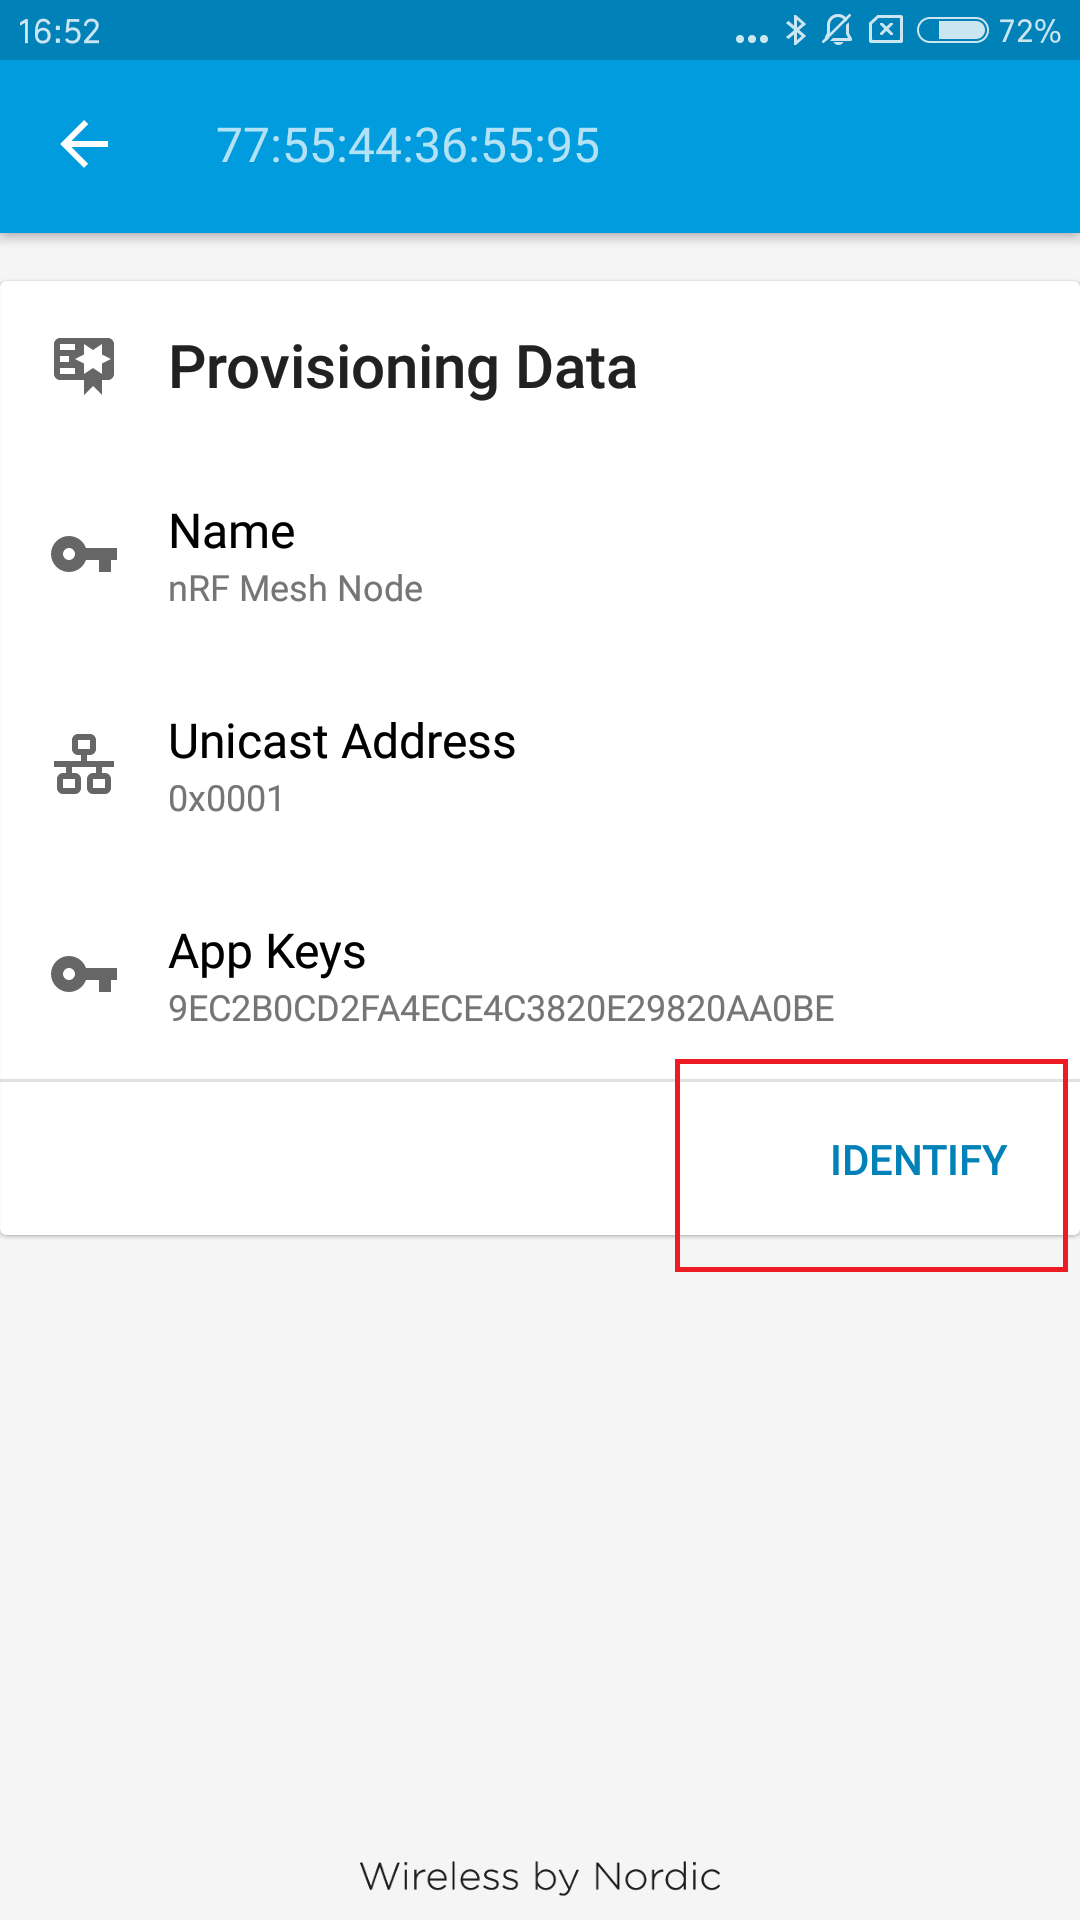 16:52
72%
77:55:44:36:55:95
Provisioning Data
Name
nRF Mesh Node
Unicast Address
0x0001
App Keys
9EC2B0CD2FA4ECE4C3820E29820AA0BE
IDENTIFY
Wireless by Nordic